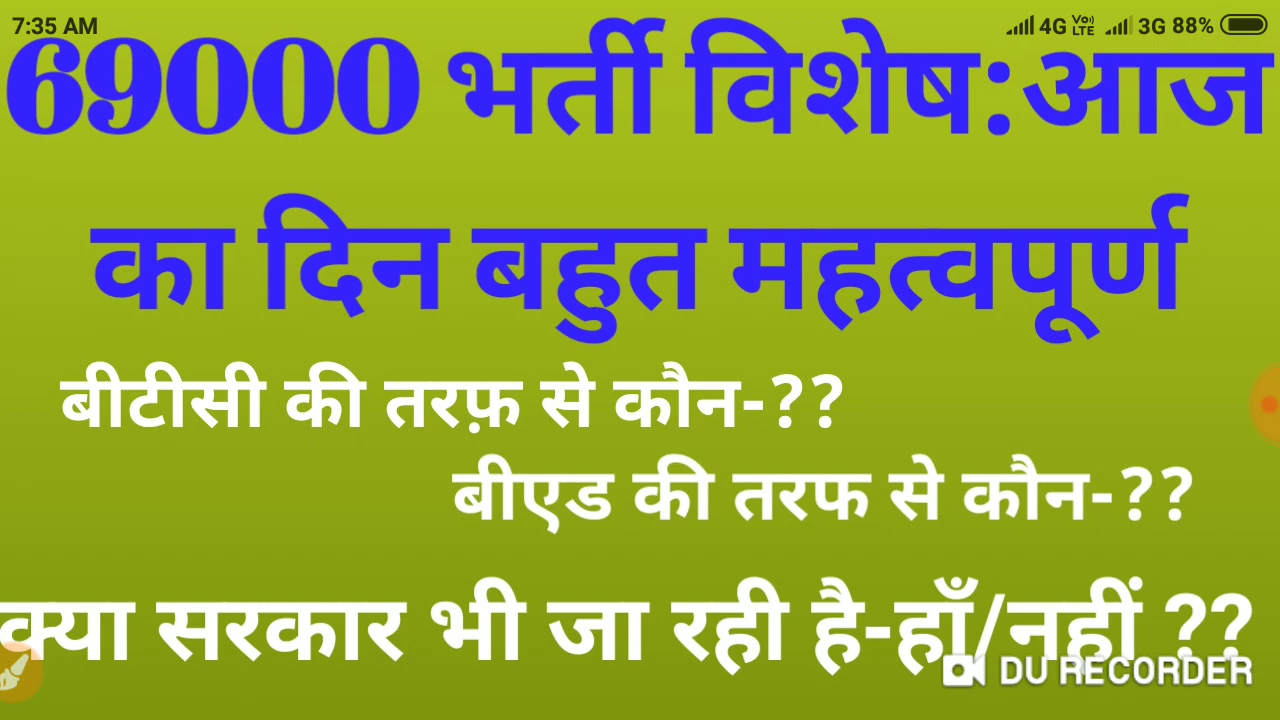 7:35 AM 4G VoLTE 3G 88%
69000 भर्ती विशेष:आज
का दिन बहुत महत्वपूर्ण
बीटीसी की तरफ़ से कौन-??
बीएड की तरफ से कौन-??
क्या सरकार भी जा रही है-हाँ/नहीं ??
DU RECORDER